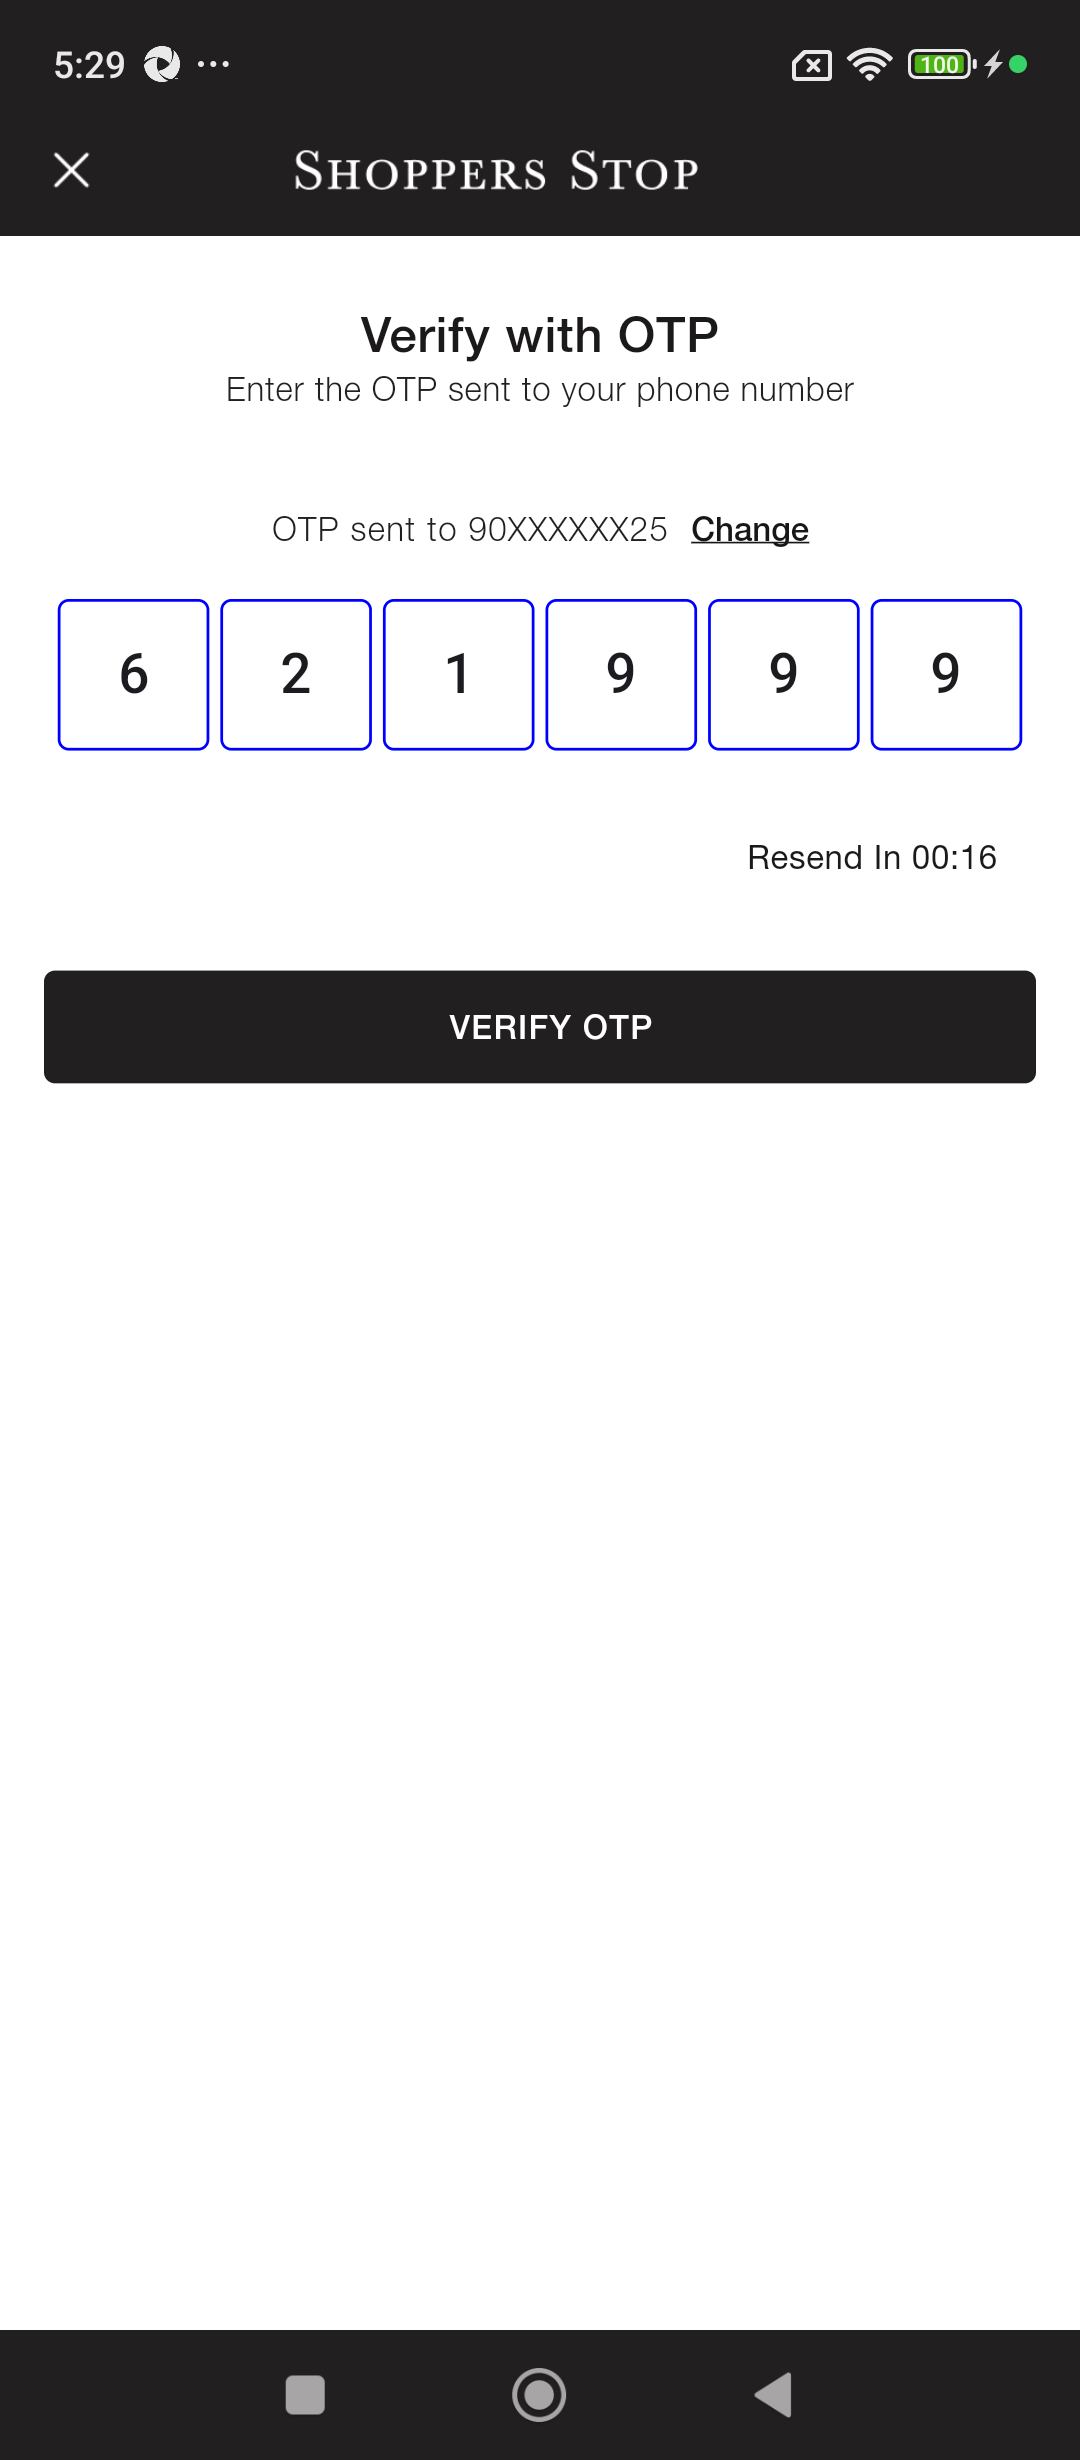 5:29
100
SHOPPERS STOP
Verify with OTP
Enter the OTP sent to your phone number
OTP sent to 90XXXXXX25 Change
6 2 1 9 9 9
Resend In 00:16
VERIFY OTP